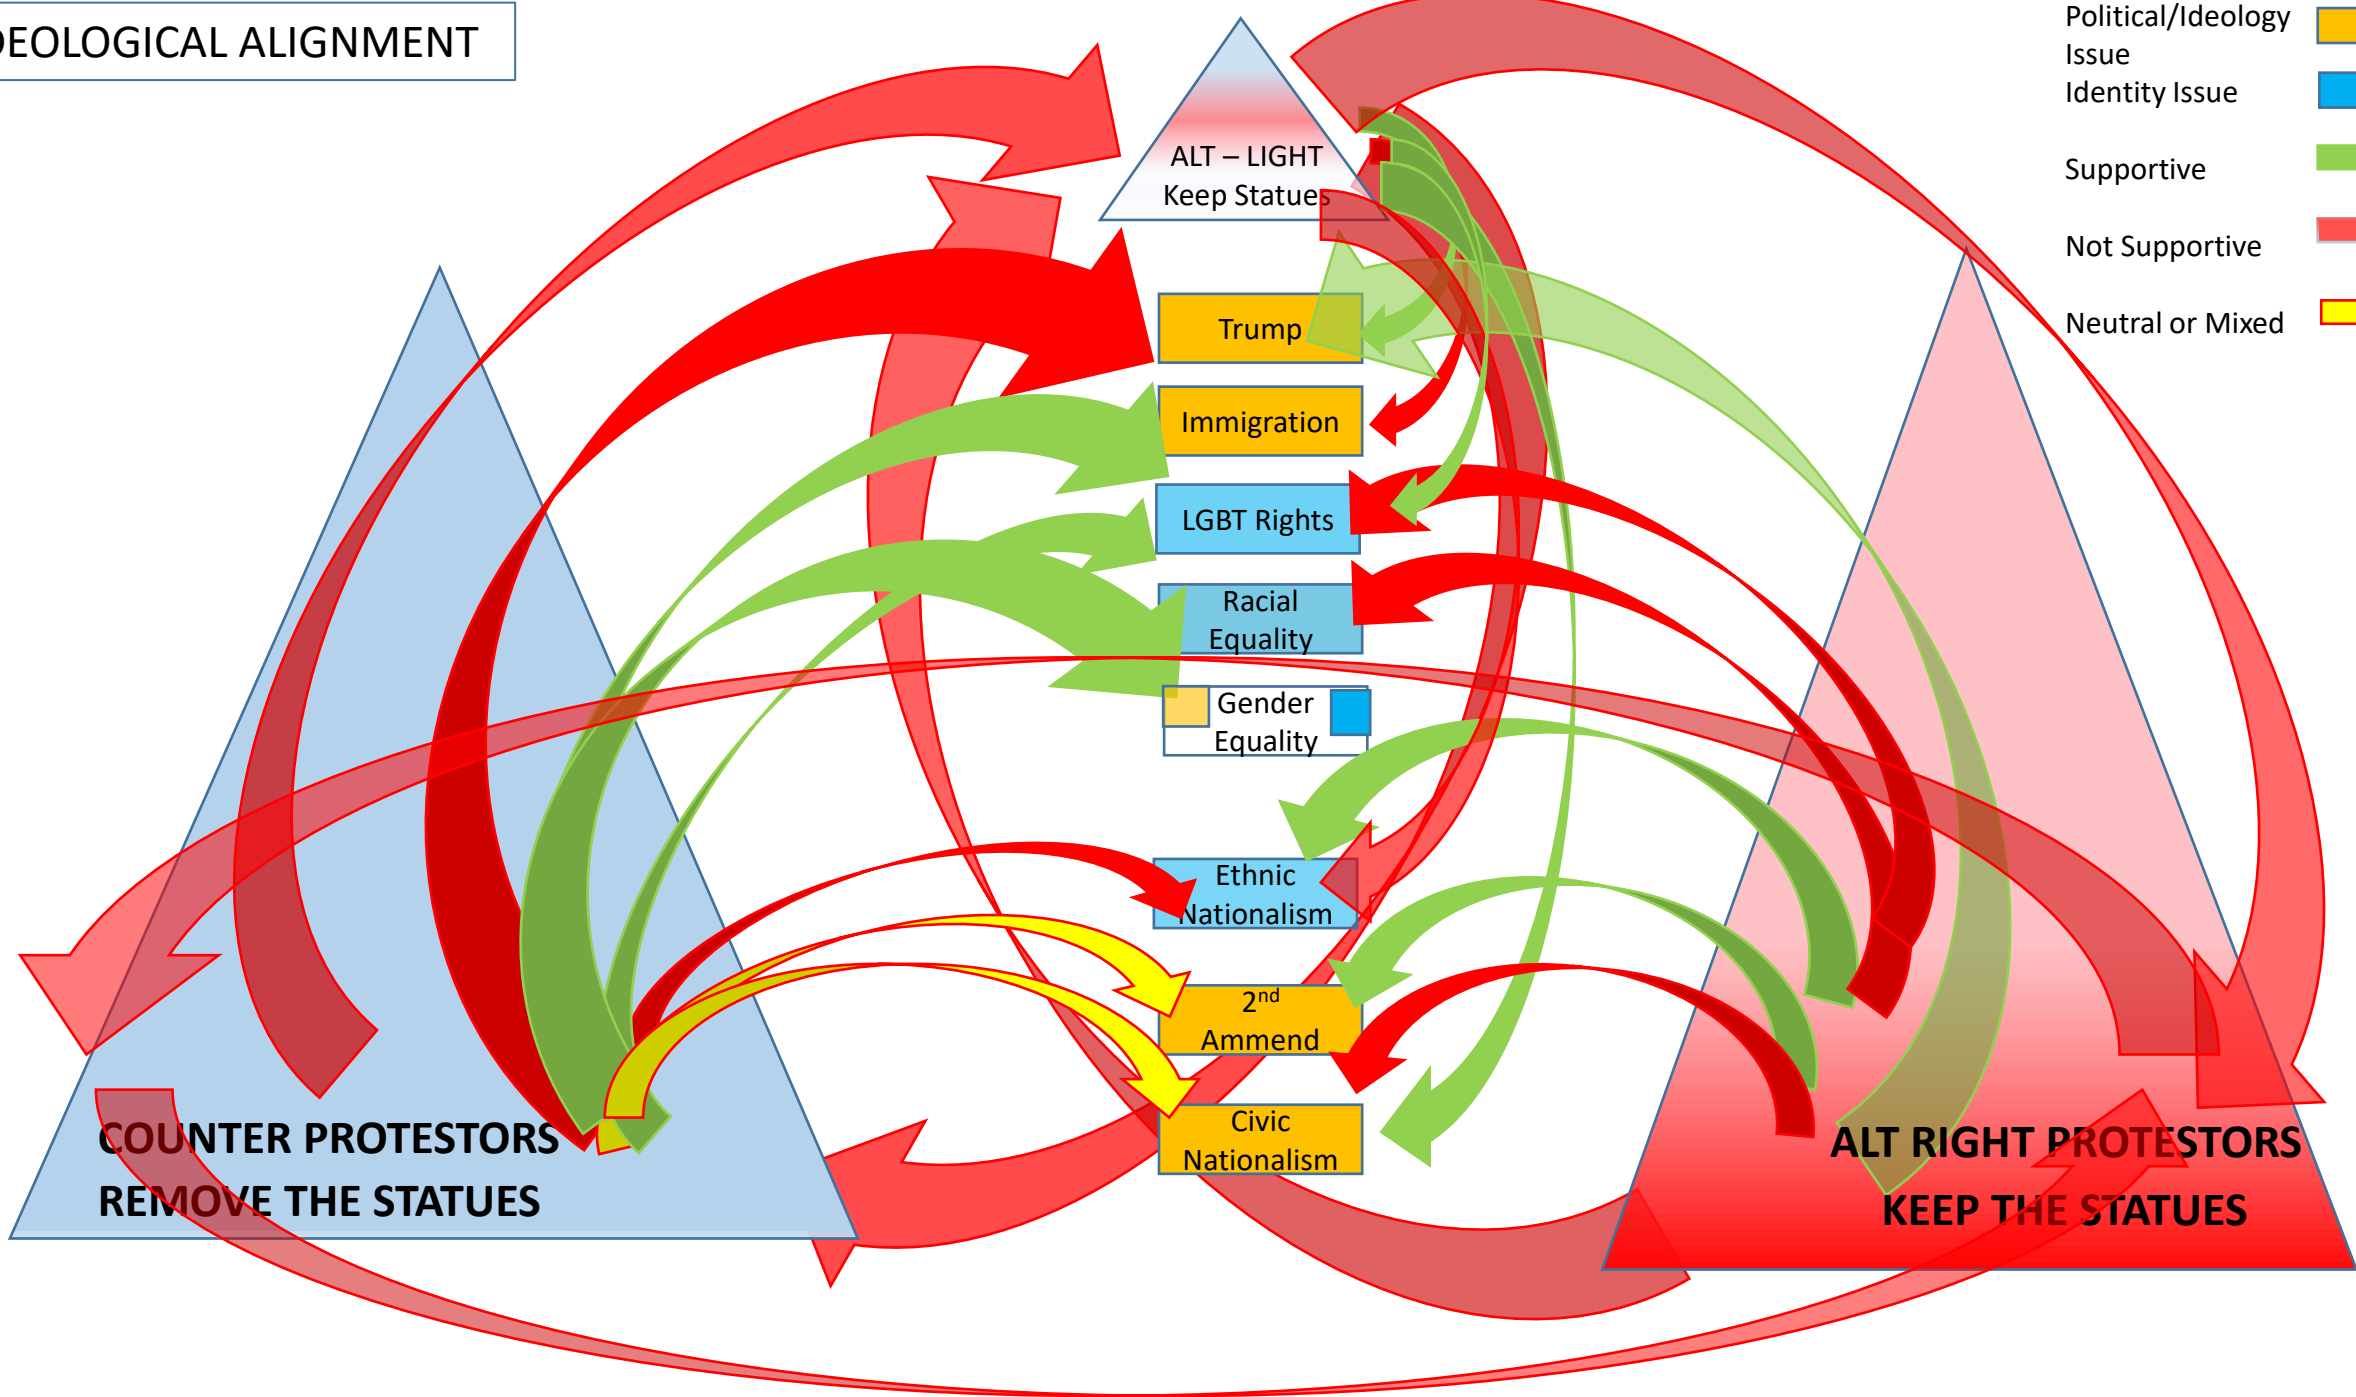 DEOLOGICAL ALIGNMENT
Political/Ideology
Issue
Identity Issue
Supportive
Not Supportive
Neutral or Mixed
ALT – LIGHT
Keep Statues
Trump
Immigration
LGBT Rights
Racial
Equality
Gender
Equality
Ethnic
Nationalism
2nd
Ammend
Civic
Nationalism
COUNTER PROTESTORS
REMOVE THE STATUES
ALT RIGHT PROTESTORS
KEEP THE STATUES